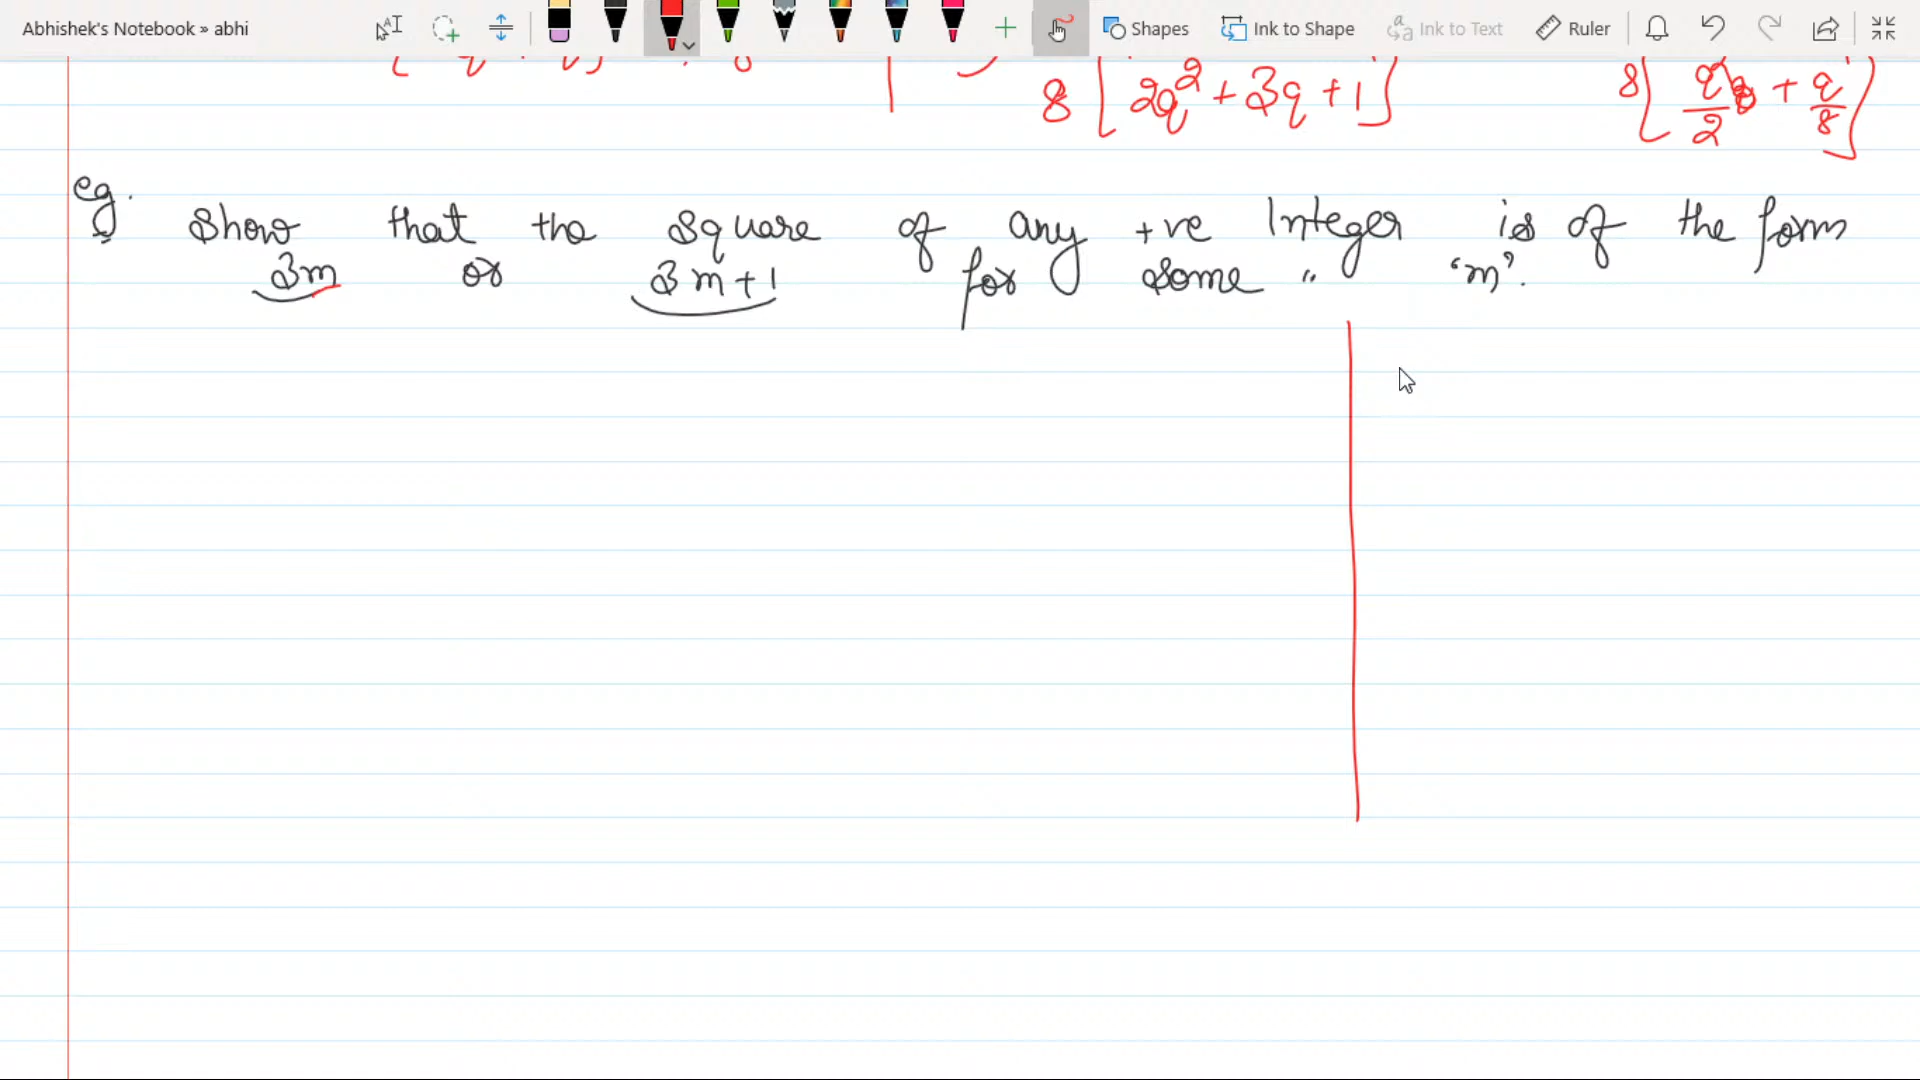 Abhishek's Notebook » abhi
Shapes Ink to Shape Ink to Text Ruler
8 [ 2q² + 3q + 1 ]
eg. Show that the square of any +ve Integer is of the form
3m or 3m + 1 for some " 'm'.